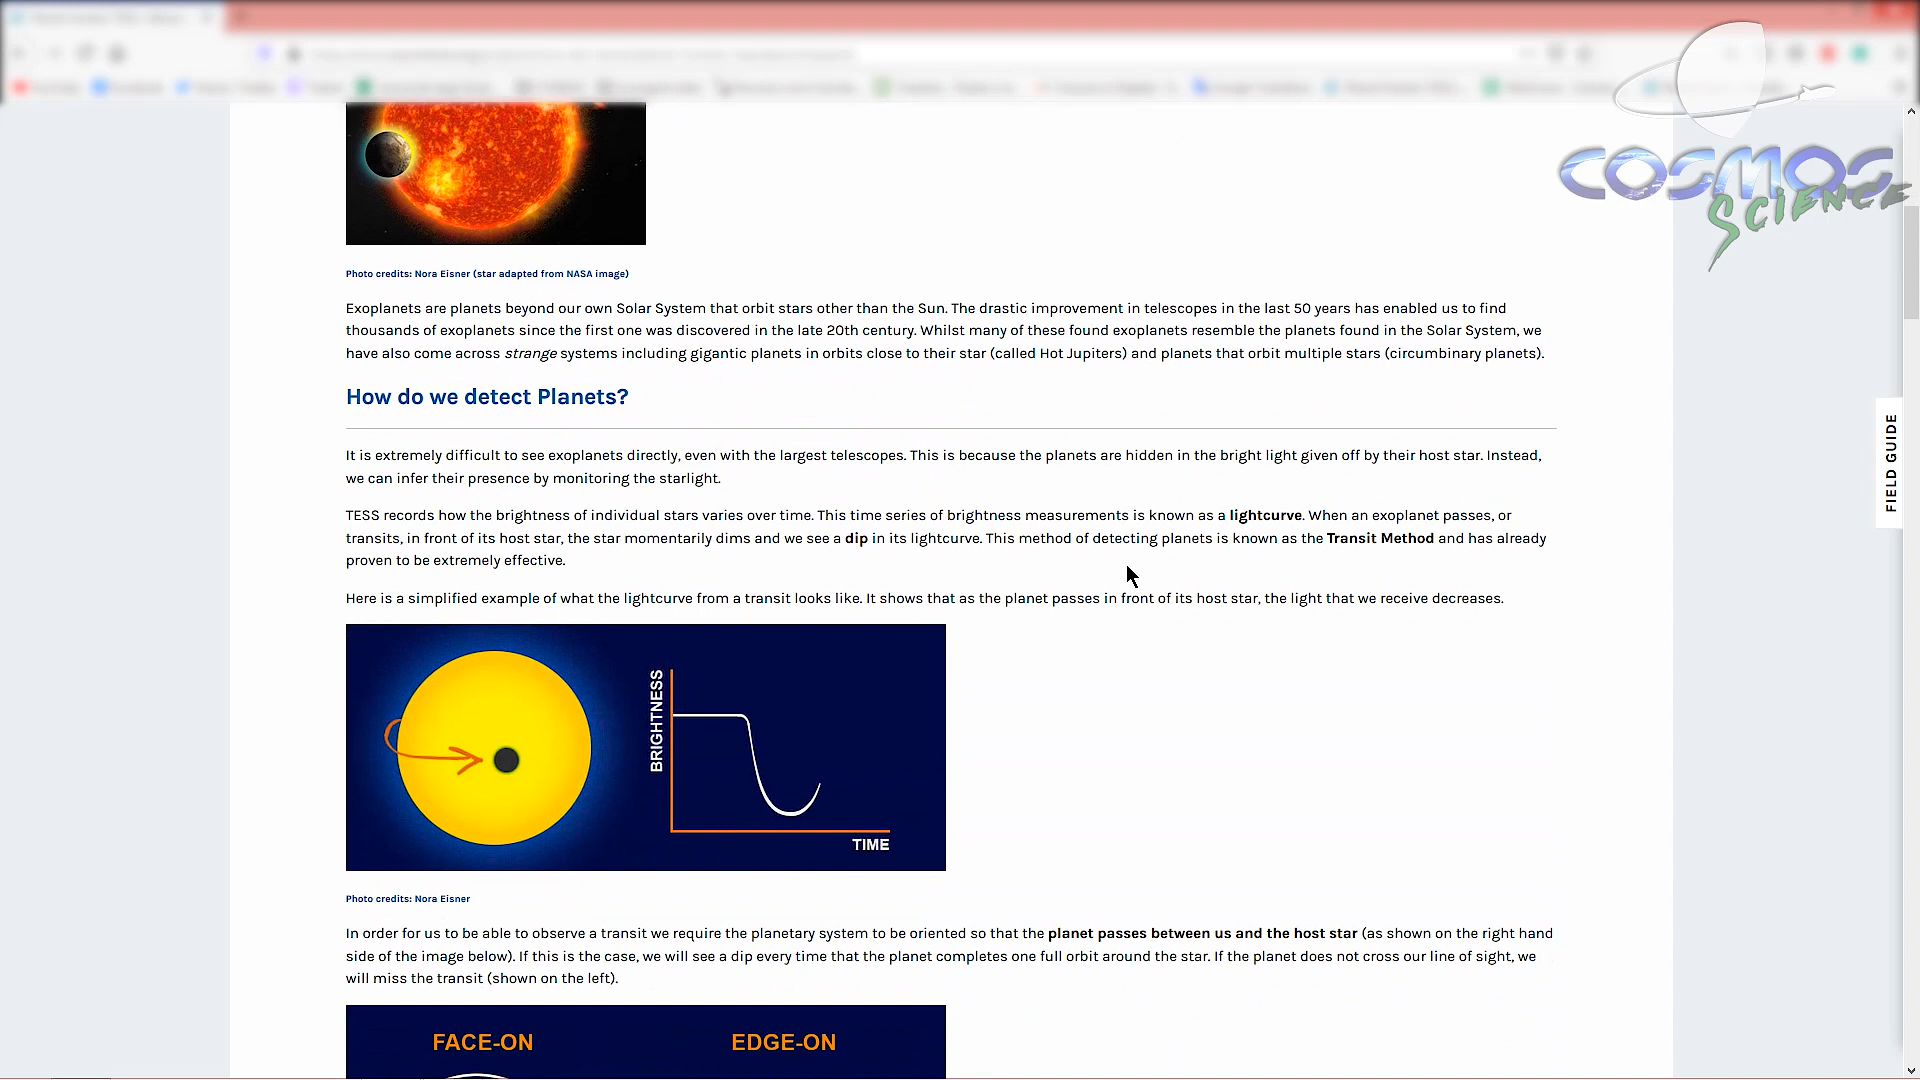 COSMOS
SCIENCE
Photo credits: Nora Eisner (star adapted from NASA image)
Exoplanets are planets beyond our own Solar System that orbit stars other than the Sun. The drastic improvement in telescopes in the last 50 years has enabled us to find
thousands of exoplanets since the first one was discovered in the late 20th century. Whilst many of these found exoplanets resemble the planets found in the Solar System, we
have also come across strange systems including gigantic planets in orbits close to their star (called Hot Jupiters) and planets that orbit multiple stars (circumbinary planets).
How do we detect Planets?
It is extremely difficult to see exoplanets directly, even with the largest telescopes. This is because the planets are hidden in the bright light given off by their host star. Instead,
we can infer their presence by monitoring the starlight.
TESS records how the brightness of individual stars varies over time. This time series of brightness measurements is known as a lightcurve. When an exoplanet passes, or
transits, in front of its host star, the star momentarily dims and we see a dip in its lightcurve. This method of detecting planets is known as the Transit Method and has already
proven to be extremely effective.
Here is a simplified example of what the lightcurve from a transit looks like. It shows that as the planet passes in front of its host star, the light that we receive decreases.
BRIGHTNESS
TIME
Photo credits: Nora Eisner
In order for us to be able to observe a transit we require the planetary system to be oriented so that the planet passes between us and the host star (as shown on the right hand
side of the image below). If this is the case, we will see a dip every time that the planet completes one full orbit around the star. If the planet does not cross our line of sight, we
will miss the transit (shown on the left).
FACE-ON EDGE-ON
FIELD GUIDE